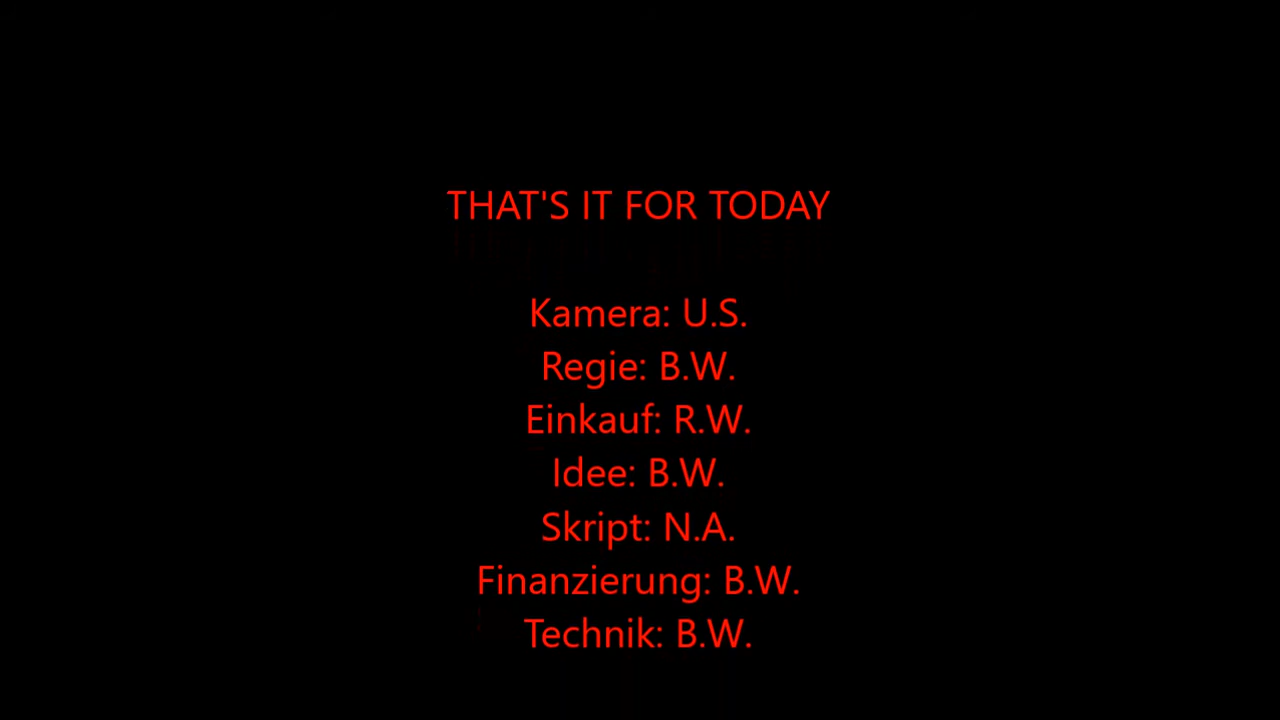 THAT'S IT FOR TODAY
Kamera: U.S.
Regie: B.W.
Einkauf: R.W.
Idee: B.W.
Skript: N.A.
Finanzierung: B.W.
Technik: B.W.